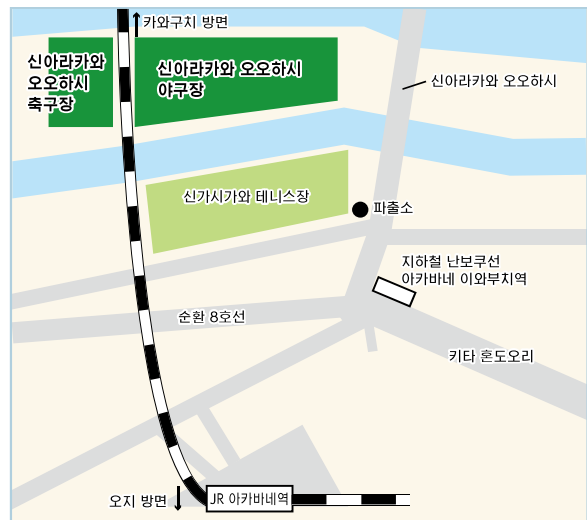 카와구치 방면
신아라카와
오오하시
축구장
신아라카와 오오하시
야구장
신아라카와 오오하시
신가시가와 테니스장
파출소
지하철 난보쿠선
아카바네 이와부치역
순환 8호선
키타 혼도오리
오지 방면
JR 아카바네역